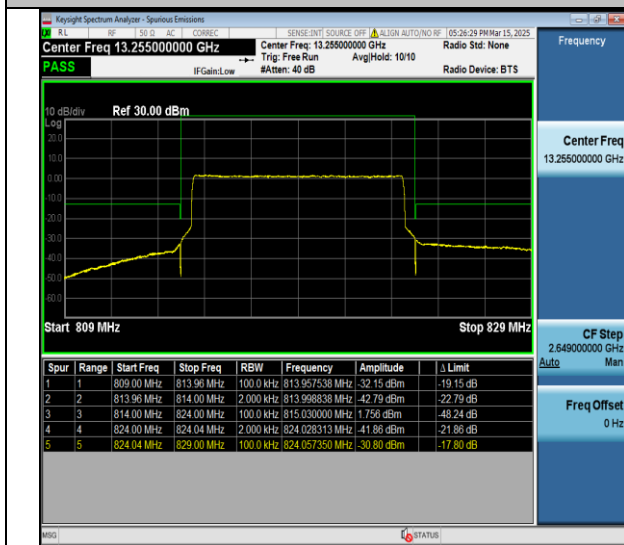 Keysight Spectrum Analyzer - Spurious Emissions
RL RF 50 Ω AC CORREC SENSE:INT SOURCE OFF ALIGN AUTO/NO RF 05:26:29 PM Mar 15, 2025
Center Freq 13.255000000 GHz Center Freq: 13.255000000 GHz Radio Std: None
Trig: Free Run Avg|Hold: 10/10
PASS IFGain:Low #Atten: 40 dB Radio Device: BTS
Frequency
10 dB/div Ref 30.00 dBm
Log
20.0
10.0
0.00
-10.0
-20.0
-30.0
-40.0
-50.0
-60.0
Start 809 MHz Stop 829 MHz
Center Freq
13.255000000 GHz
CF Step
2.649000000 GHz
Auto Man
Freq Offset
0 Hz
Spur Range Start Freq Stop Freq RBW Frequency Amplitude Δ Limit
1 1 809.00 MHz 813.96 MHz 100.0 kHz 813.957538 MHz -32.15 dBm -19.15 dB
2 2 813.96 MHz 814.00 MHz 2.000 kHz 813.998838 MHz -42.79 dBm -22.79 dB
3 3 814.00 MHz 824.00 MHz 100.0 kHz 815.030000 MHz 1.756 dBm -48.24 dB
4 4 824.00 MHz 824.04 MHz 2.000 kHz 824.028313 MHz -41.86 dBm -21.86 dB
5 5 824.04 MHz 829.00 MHz 100.0 kHz 824.057350 MHz -30.80 dBm -17.80 dB
MSG STATUS